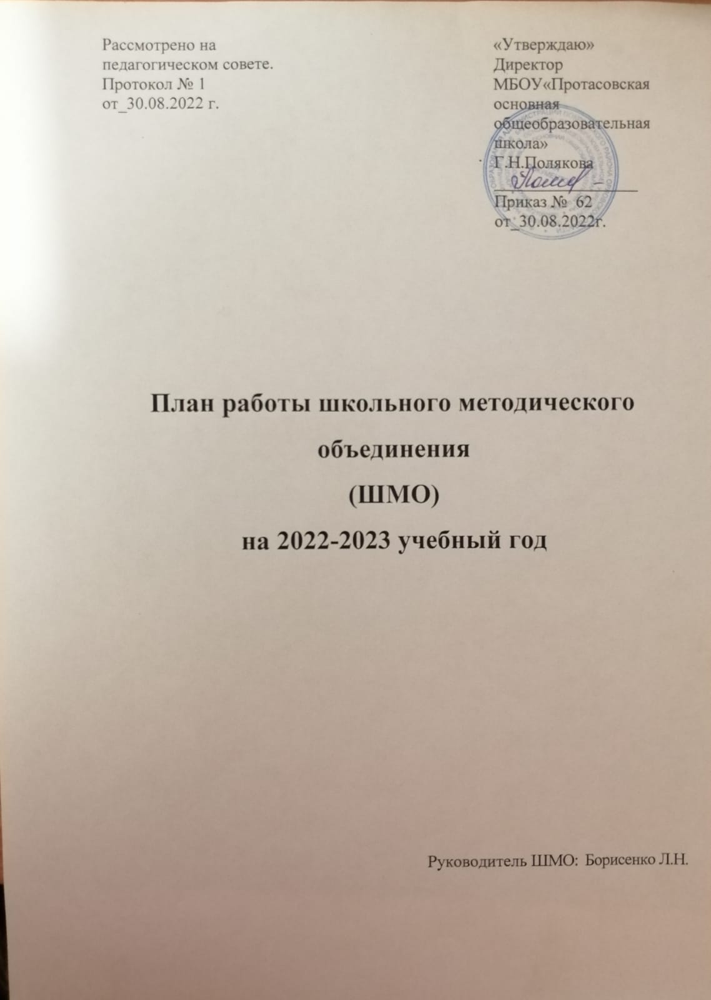 Рассмотрено на
педагогическом совете.
Протокол № 1
от_30.08.2022 г.
«Утверждаю»
Директор
МБОУ«Протасовская
основная
общеобразовательная
школа»
Г.Н.Полякова
Приказ № 62
от_30.08.2022г.
План работы школьного методического
объединения
(ШМО)
на 2022-2023 учебный год
Руководитель ШМО: Борисенко Л.Н.